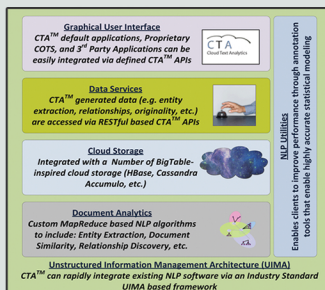 Graphical User Interface
CTA™ default applications, Proprietary
COTS, and 3rd Party Applications can be
easily integrated via defined CTA™ APIs
CTA
Cloud Text Analytics
Data Services
CTA™ generated data (e.g. entity
extraction, relationships, originality, etc.)
are accessed via RESTful based CTA™ APIs
Cloud Storage
Integrated with a Number of BigTable-
inspired cloud storage (HBase, Cassandra
Accumulo, etc.)
Document Analytics
Custom MapReduce based NLP algorithms
to include: Entity Extraction, Document
Similarity, Relationship Discovery, etc.
Unstructured Information Management Architecture (UIMA)
CTA™ can rapidly integrate existing NLP software via an Industry Standard
UIMA based framework
NLP Utilities
Enables clients to improve performance through annotation
tools that enable highly accurate statistical modeling